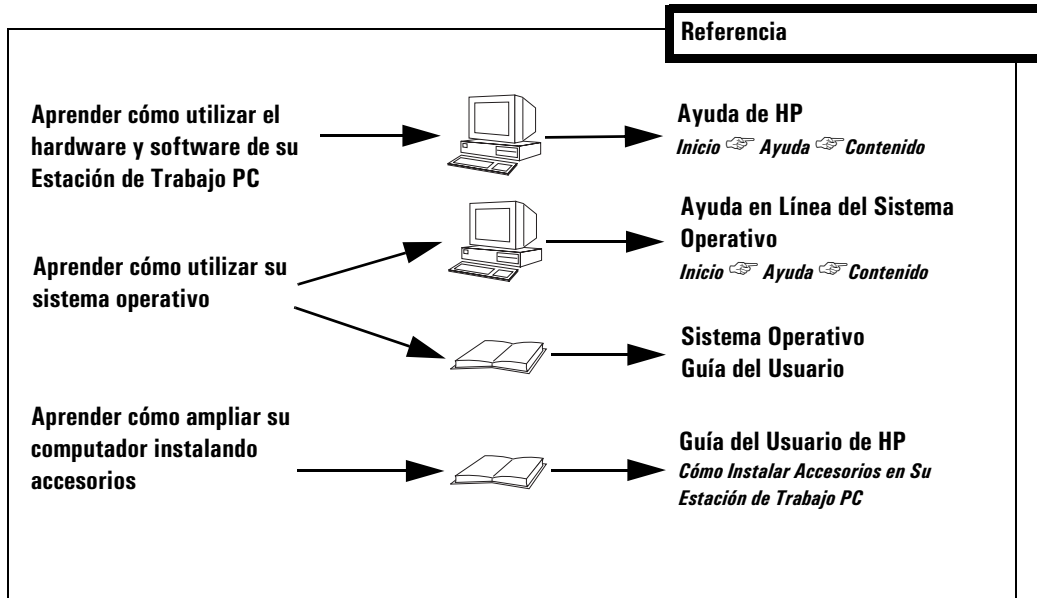 Referencia
Aprender cómo utilizar el
hardware y software de su
Estación de Trabajo PC
Ayuda de HP
Inicio ☞ Ayuda ☞ Contenido
Aprender cómo utilizar su
sistema operativo
Ayuda en Línea del Sistema
Operativo
Inicio ☞ Ayuda ☞ Contenido
Sistema Operativo
Guía del Usuario
Aprender cómo ampliar su
computador instalando
accesorios
Guía del Usuario de HP
Cómo Instalar Accesorios en Su
Estación de Trabajo PC